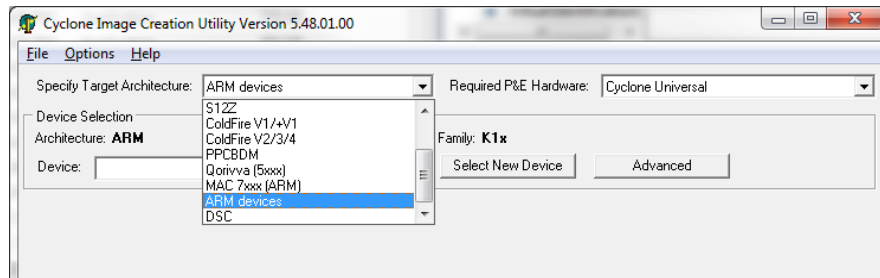 Cyclone Image Creation Utility Version 5.48.01.00
File Options Help
Specify Target Architecture: ARM devices Required P&E Hardware: Cyclone Universal
S12Z
Device Selection
ColdFire V1/+V1
Architecture: ARM ColdFire V2/3/4 Family: K1x
PPCBDM
Device: Qorivva (5xxx) Select New Device Advanced
MAC 7xxx (ARM)
ARM devices
DSC